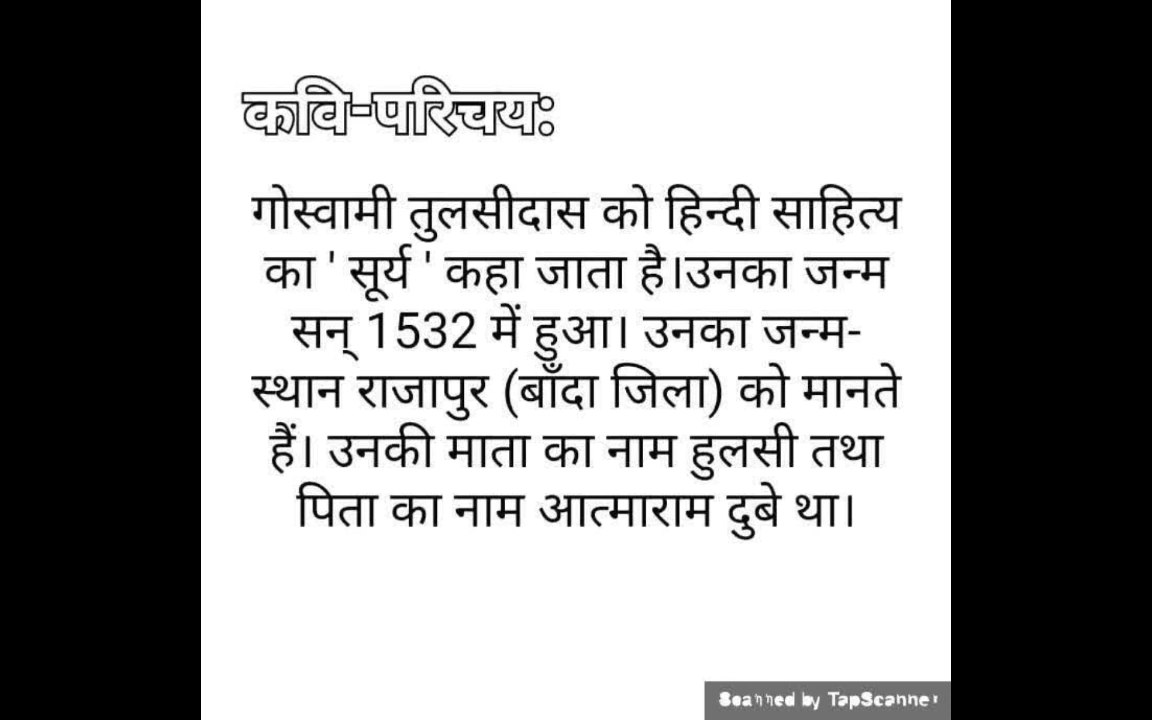 कवि-परिचय:
गोस्वामी तुलसीदास को हिन्दी साहित्य
का ' सूर्य ' कहा जाता है।उनका जन्म
सन् 1532 में हुआ। उनका जन्म-
स्थान राजापुर (बाँदा जिला) को मानते
हैं। उनकी माता का नाम हुलसी तथा
पिता का नाम आत्माराम दुबे था।
Scanned by TapScanner